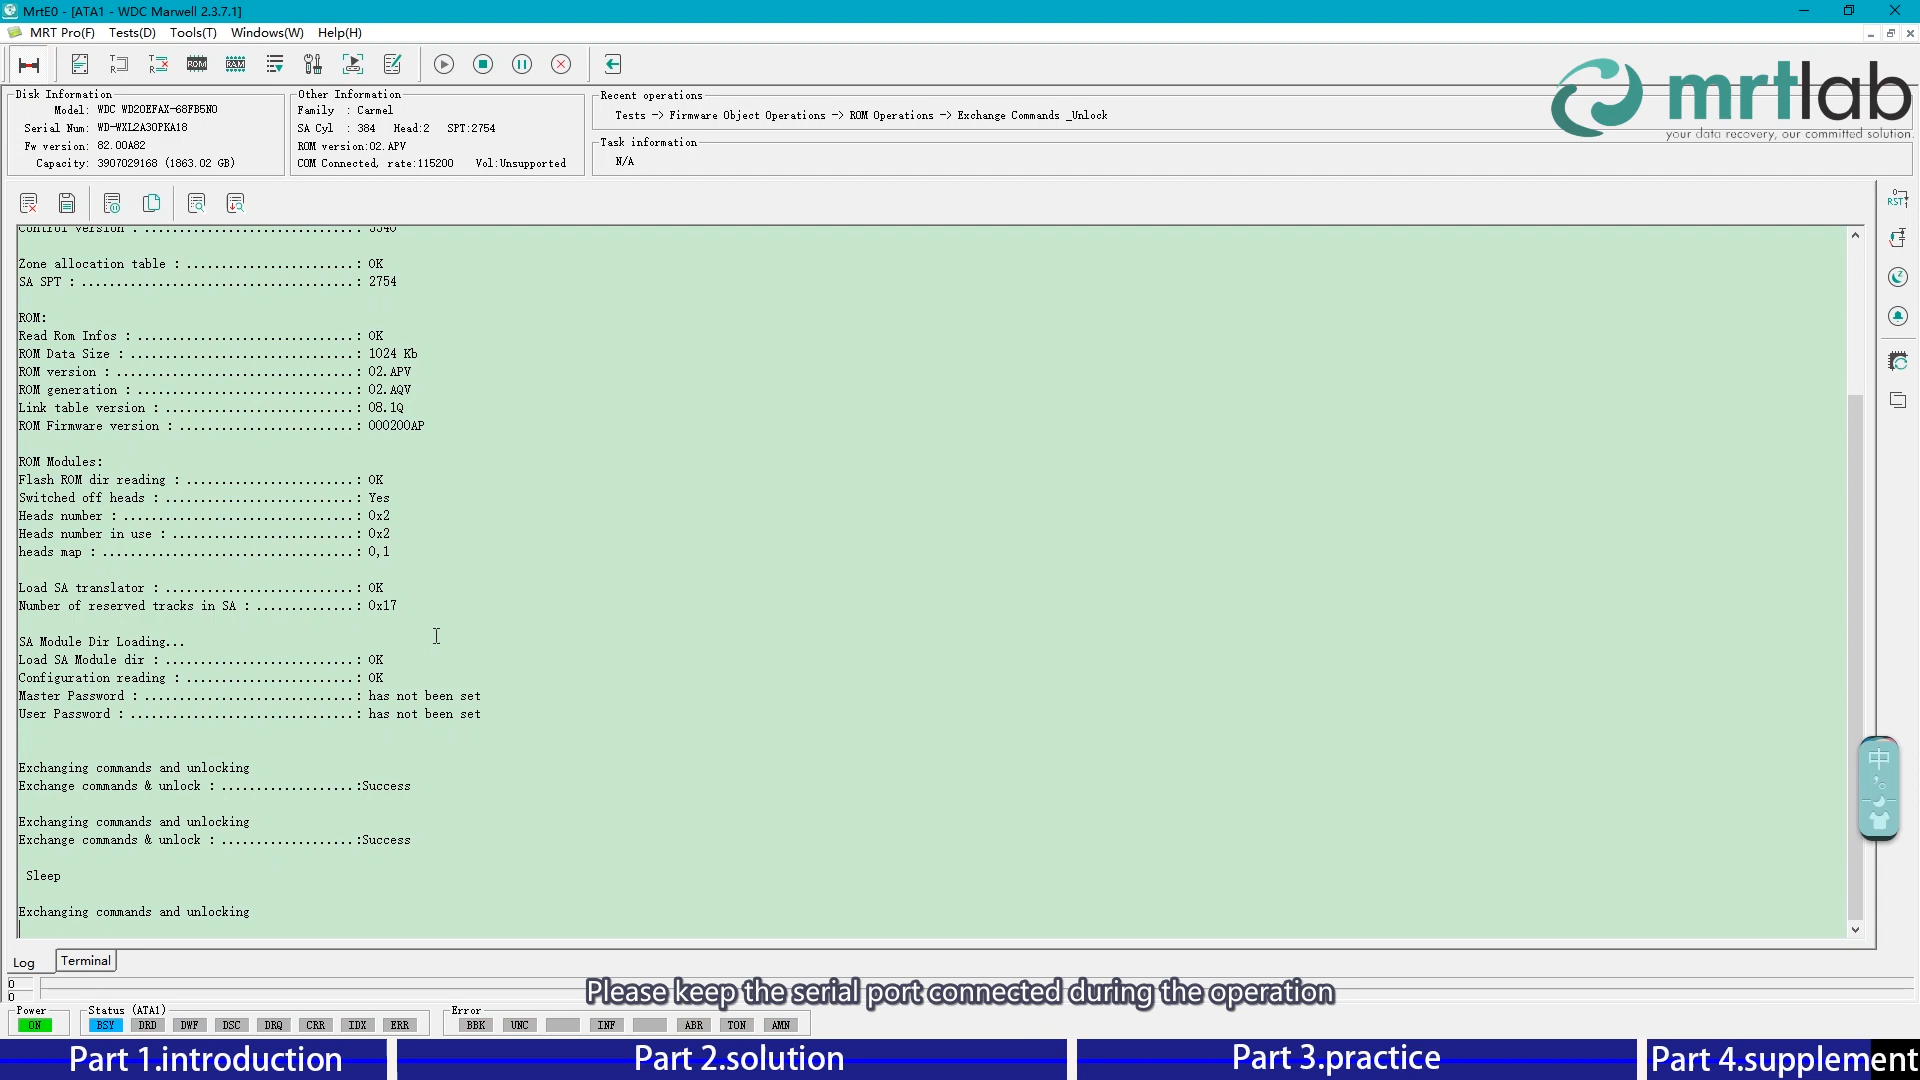 MrtE0 - [ATA1 - WDC Marwell 2.3.7.1]
MRT Pro(F) Tests(D) Tools(T) Windows(W) Help(H)
ROM RAM
mrtlab
your data recovery, our committed solution.
Disk Information
Model: WDC WD20EFAX-68FB5N0
Serial Num: WD-WXL2A30PKA18
Fw version: 82.00A82
Capacity: 3907029168 (1863.02 GB)
Other Information
Family : Carmel
SA Cyl : 384 Head:2 SPT:2754
ROM version:02.APV
COM Connected, rate:115200 Vol:Unsupported
Recent operations
Tests -> Firmware Object Operations -> ROM Operations -> Exchange Commands _Unlock
Task information
N/A
RST
Control version : ..............................: 5540
Zone allocation table : ........................: OK
SA SPT : .......................................: 2754
ROM:
Read Rom Infos : ................................: OK
ROM Data Size : ................................: 1024 Kb
ROM version : ..................................: 02.APV
ROM generation : ................................: 02.AQV
Link table version : ...........................: 08.1Q
ROM Firmware version : .........................: 000200AP
ROM Modules:
Flash ROM dir reading : ........................: OK
Switched off heads : ...........................: Yes
Heads number : .................................: 0x2
Heads number in use : ..........................: 0x2
heads map : ....................................: 0,1
Load SA translator : ...........................: OK
Number of reserved tracks in SA : ..............: 0x17
SA Module Dir Loading...
Load SA Module dir : ...........................: OK
Configuration reading : ........................: OK
Master Password : ..............................: has not been set
User Password : ................................: has not been set
Exchanging commands and unlocking
Exchange commands & unlock : ...................:Success
Exchanging commands and unlocking
Exchange commands & unlock : ...................:Success
Sleep
Exchanging commands and unlocking
中
Log Terminal
0
0
Please keep the serial port connected during the operation
Power
ON
Status (ATA1)
BSY DRD DWF DSC DRQ CRR IDX ERR
Error
BBK UNC INF ABR TON AMN
Part 1.introduction Part 2.solution Part 3.practice Part 4.supplement